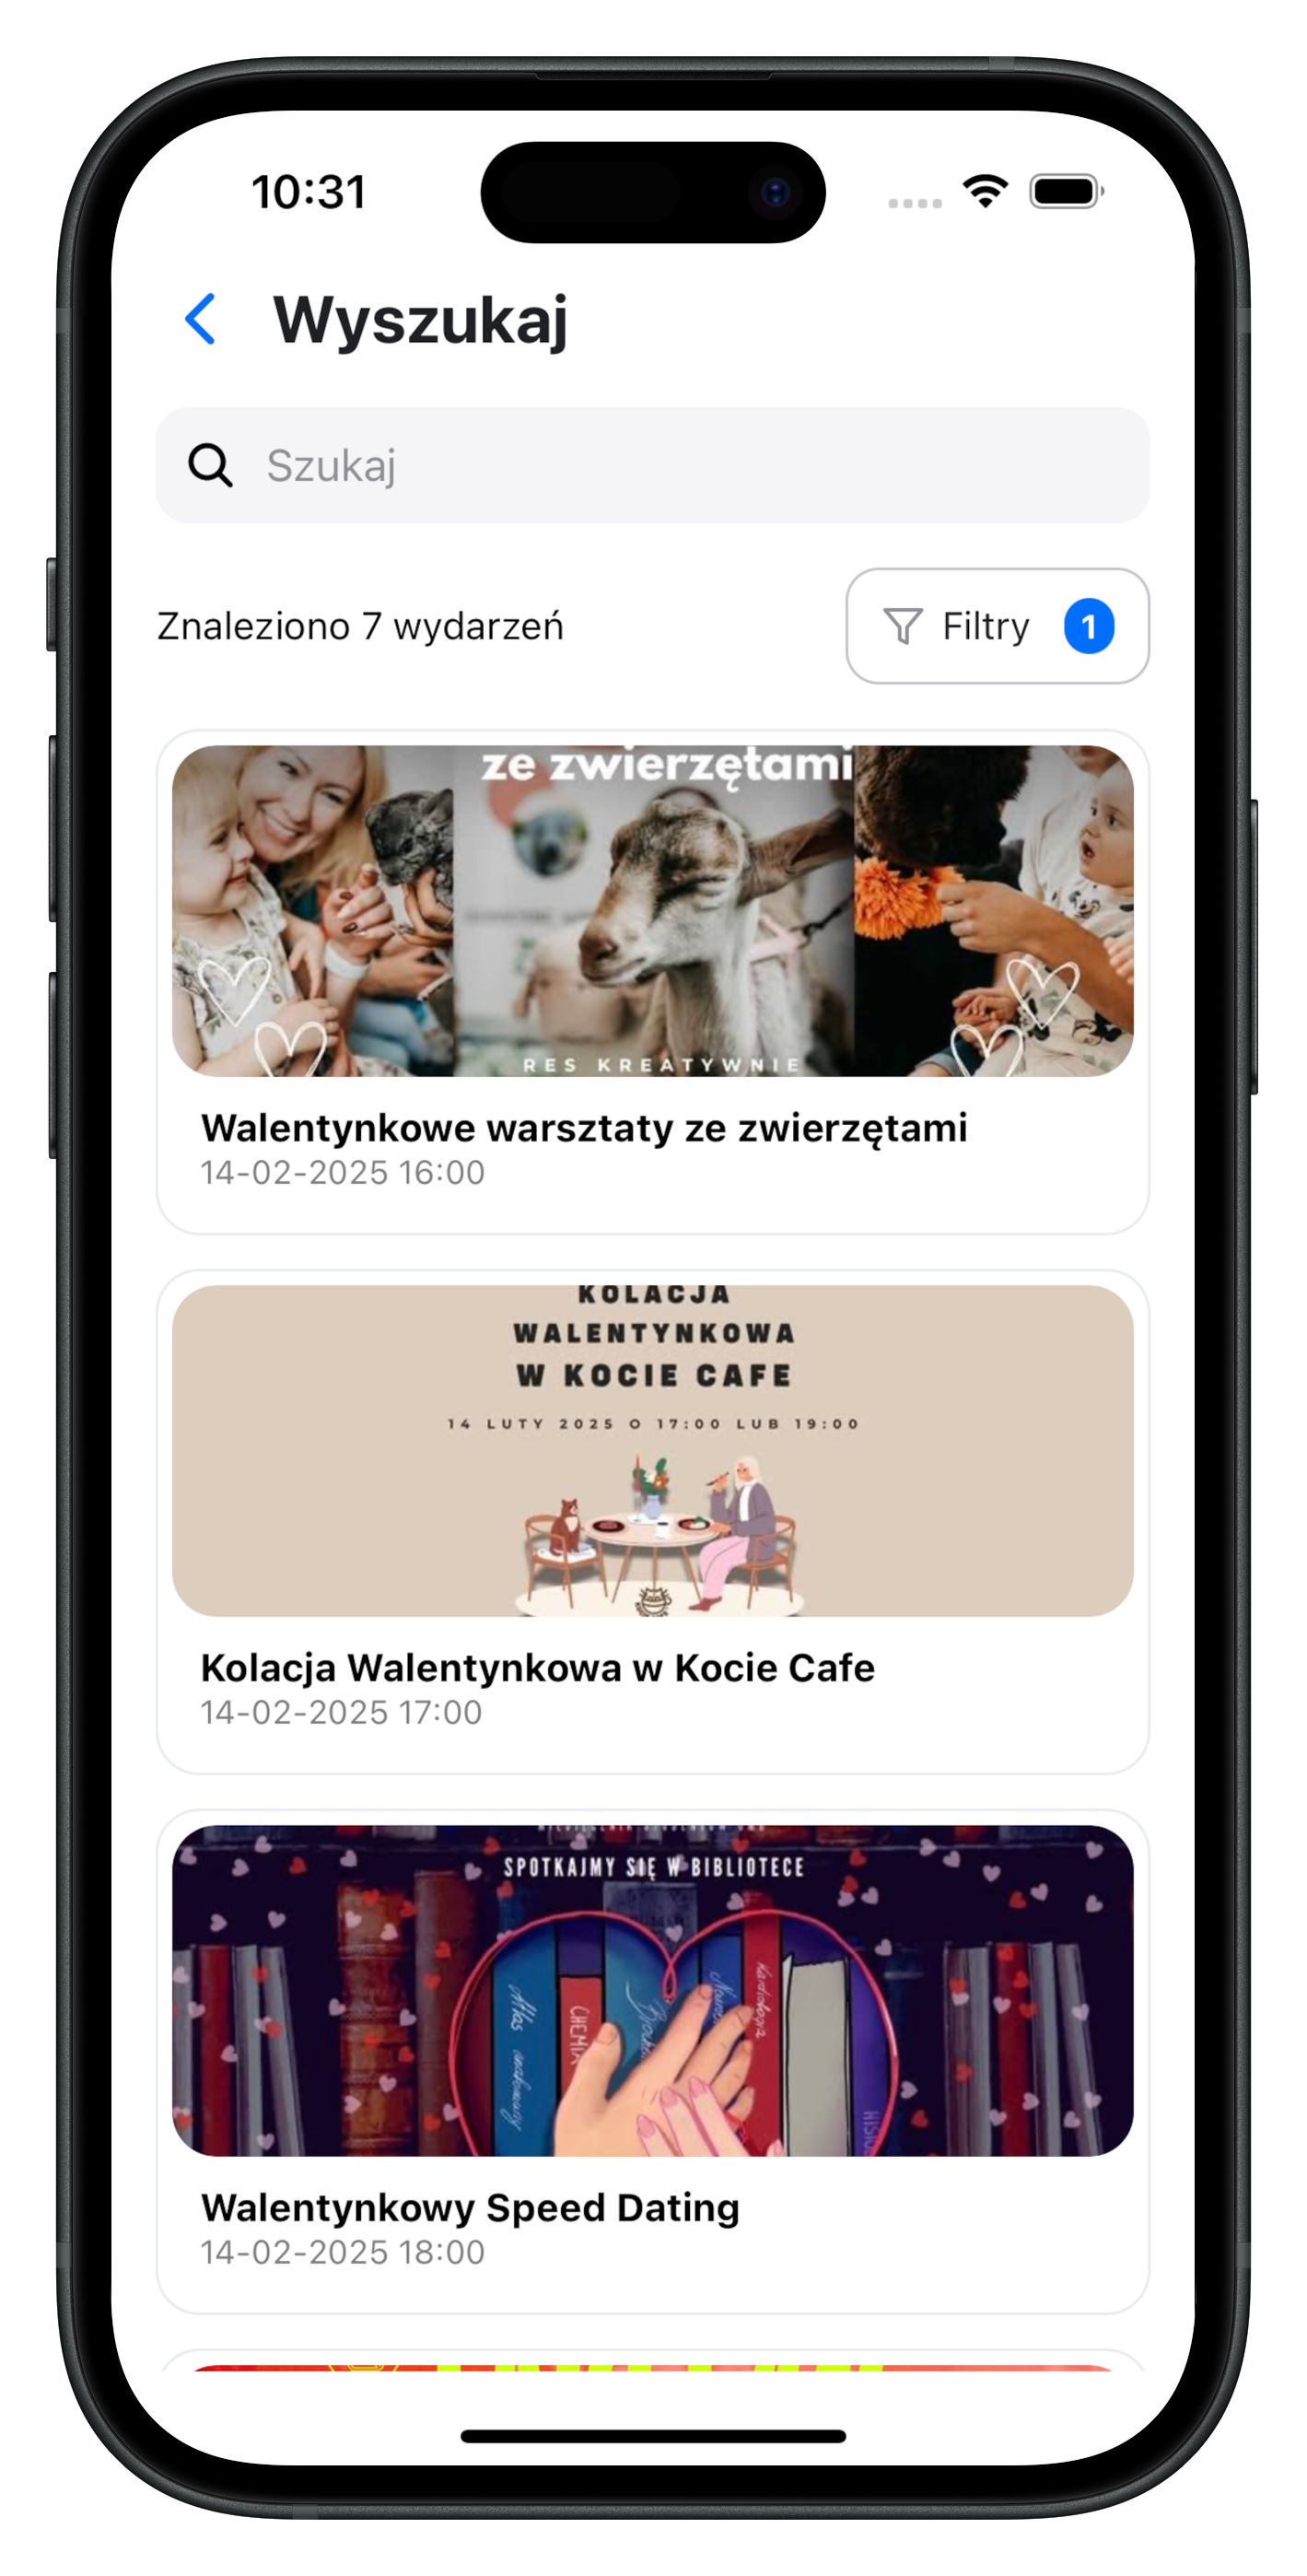 10:31
Wyszukaj
Szukaj
Znaleziono 7 wydarzeń
Filtry 1
ze zwierzętami
RES KREATYWNIE
Walentynkowe warsztaty ze zwierzętami
14-02-2025 16:00
KOLACJA
WALENTYNKOWA
W KOCIE CAFE
14 LUTY 2025 O 17:00 LUB 19:00
Kolacja Walentynkowa w Kocie Cafe
14-02-2025 17:00
SPOTKAJMY SIĘ W BIBLIOTECE
Atlas anatomiczny
CHEMIA
Kardiologia
Walentynkowy Speed Dating
14-02-2025 18:00